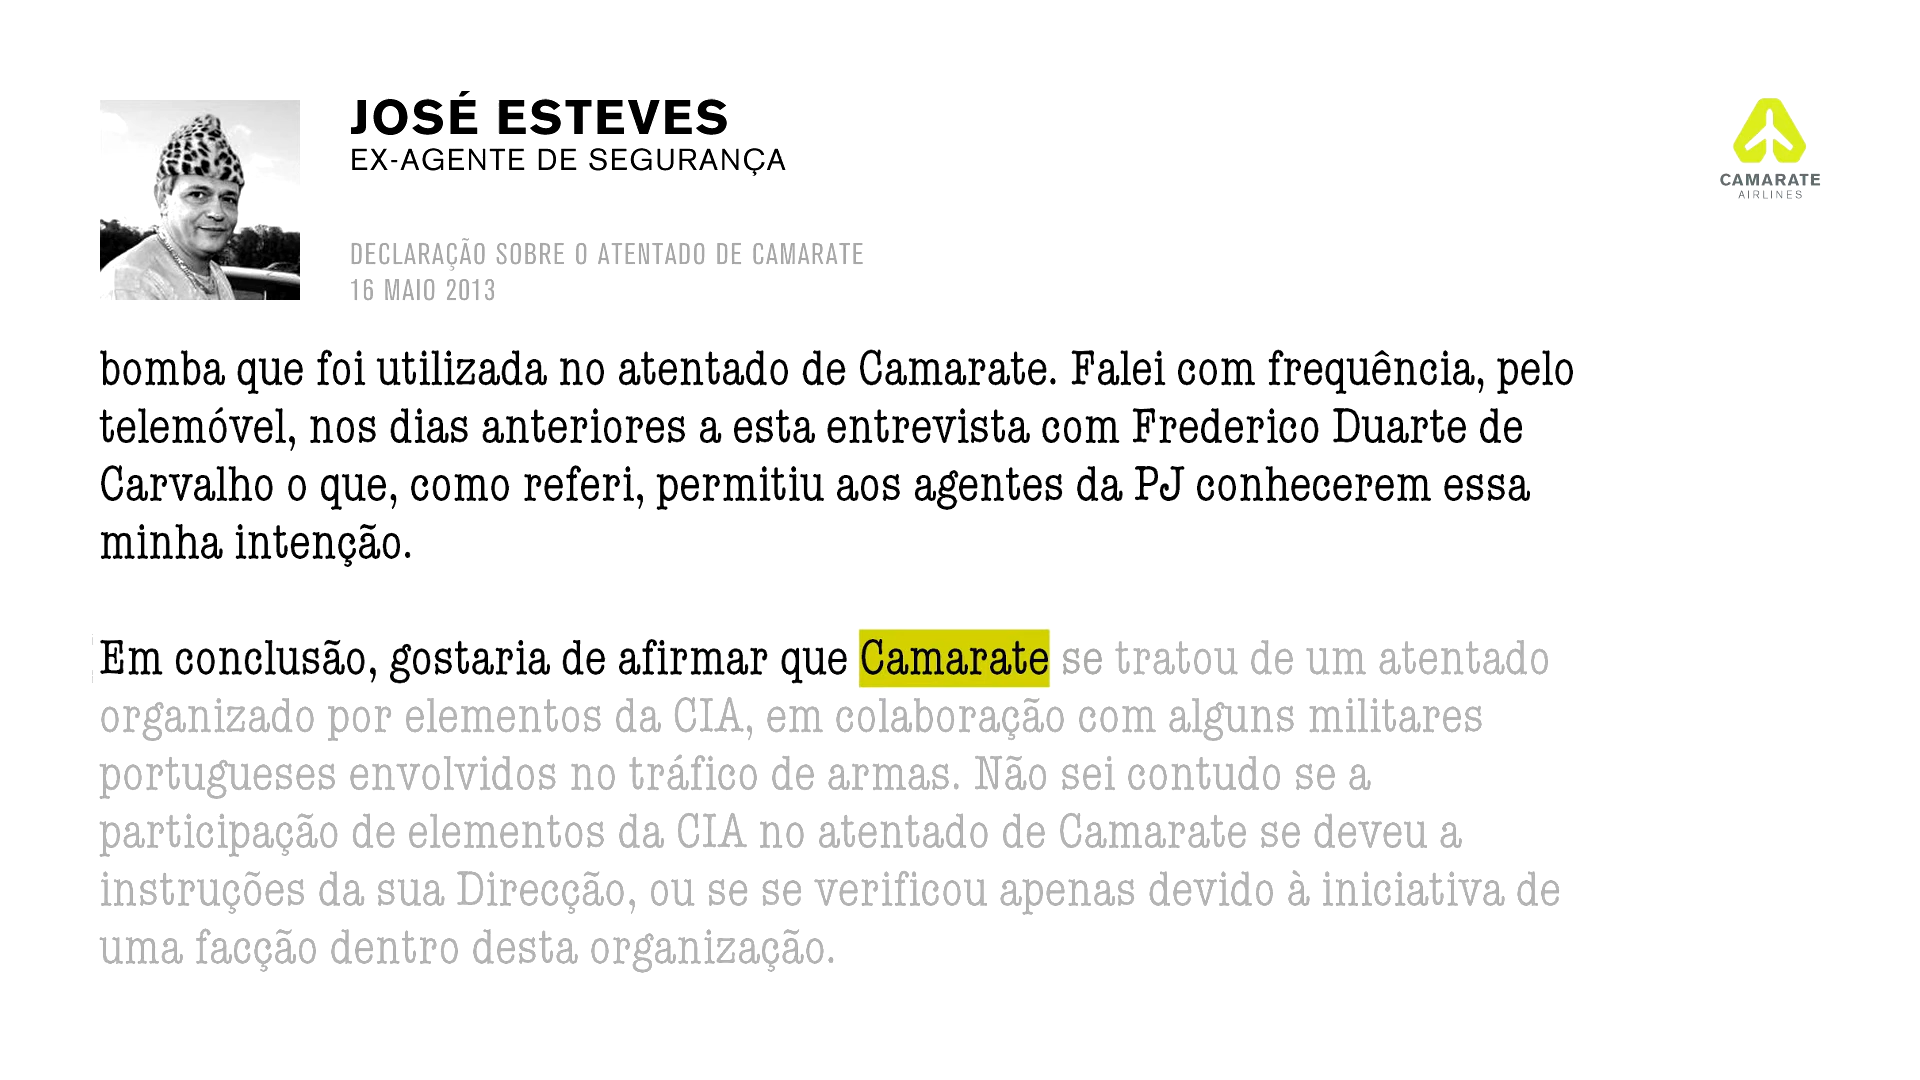 JOSÉ ESTEVES
EX-AGENTE DE SEGURANÇA
CAMARATE
AIRLINES
DECLARAÇÃO SOBRE O ATENTADO DE CAMARATE
16 MAIO 2013
bomba que foi utilizada no atentado de Camarate. Falei com frequência, pelo
telemóvel, nos dias anteriores a esta entrevista com Frederico Duarte de
Carvalho o que, como referi, permitiu aos agentes da PJ conhecerem essa
minha intenção.
Em conclusão, gostaria de afirmar que Camarate se tratou de um atentado
organizado por elementos da CIA, em colaboração com alguns militares
portugueses envolvidos no tráfico de armas. Não sei contudo se a
participação de elementos da CIA no atentado de Camarate se deveu a
instruções da sua Direcção, ou se se verificou apenas devido à iniciativa de
uma facção dentro desta organização.